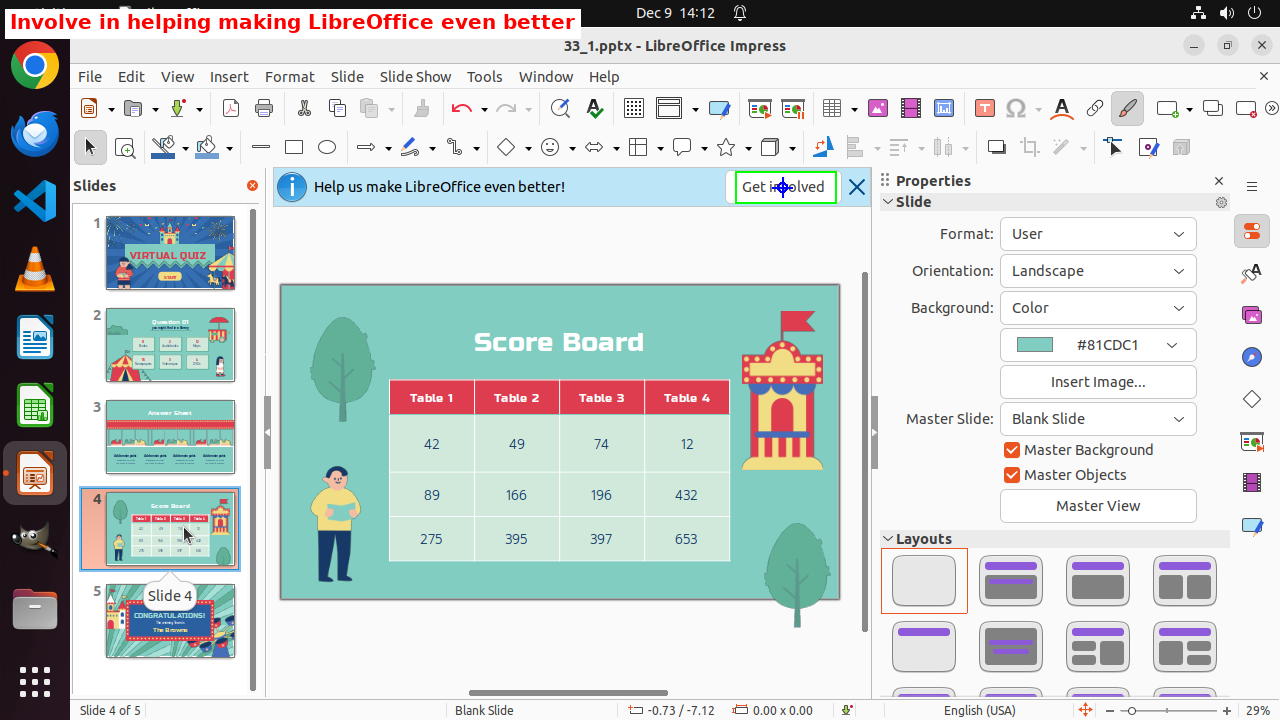 Involve in helping making LibreOffice even better
Dec 9 14:12
33_1.pptx - LibreOffice Impress
File Edit View Insert Format Slide Slide Show Tools Window Help
Slides
Help us make LibreOffice even better!
Get involved
Properties
Slide
Format: User
Orientation: Landscape
Background: Color
#81CDC1
Insert Image...
Master Slide: Blank Slide
Master Background
Master Objects
Master View
Layouts
1
VIRTUAL QUIZ
START
2
Question 01
3
Answer Sheet
4
Score Board
Slide 4
5
CONGRATULATIONS!
The Browns
Score Board
Table 1 Table 2 Table 3 Table 4
42 49 74 12
89 166 196 432
275 395 397 653
Slide 4 of 5
Blank Slide
-0.73 / -7.12
0.00 x 0.00
English (USA)
29%